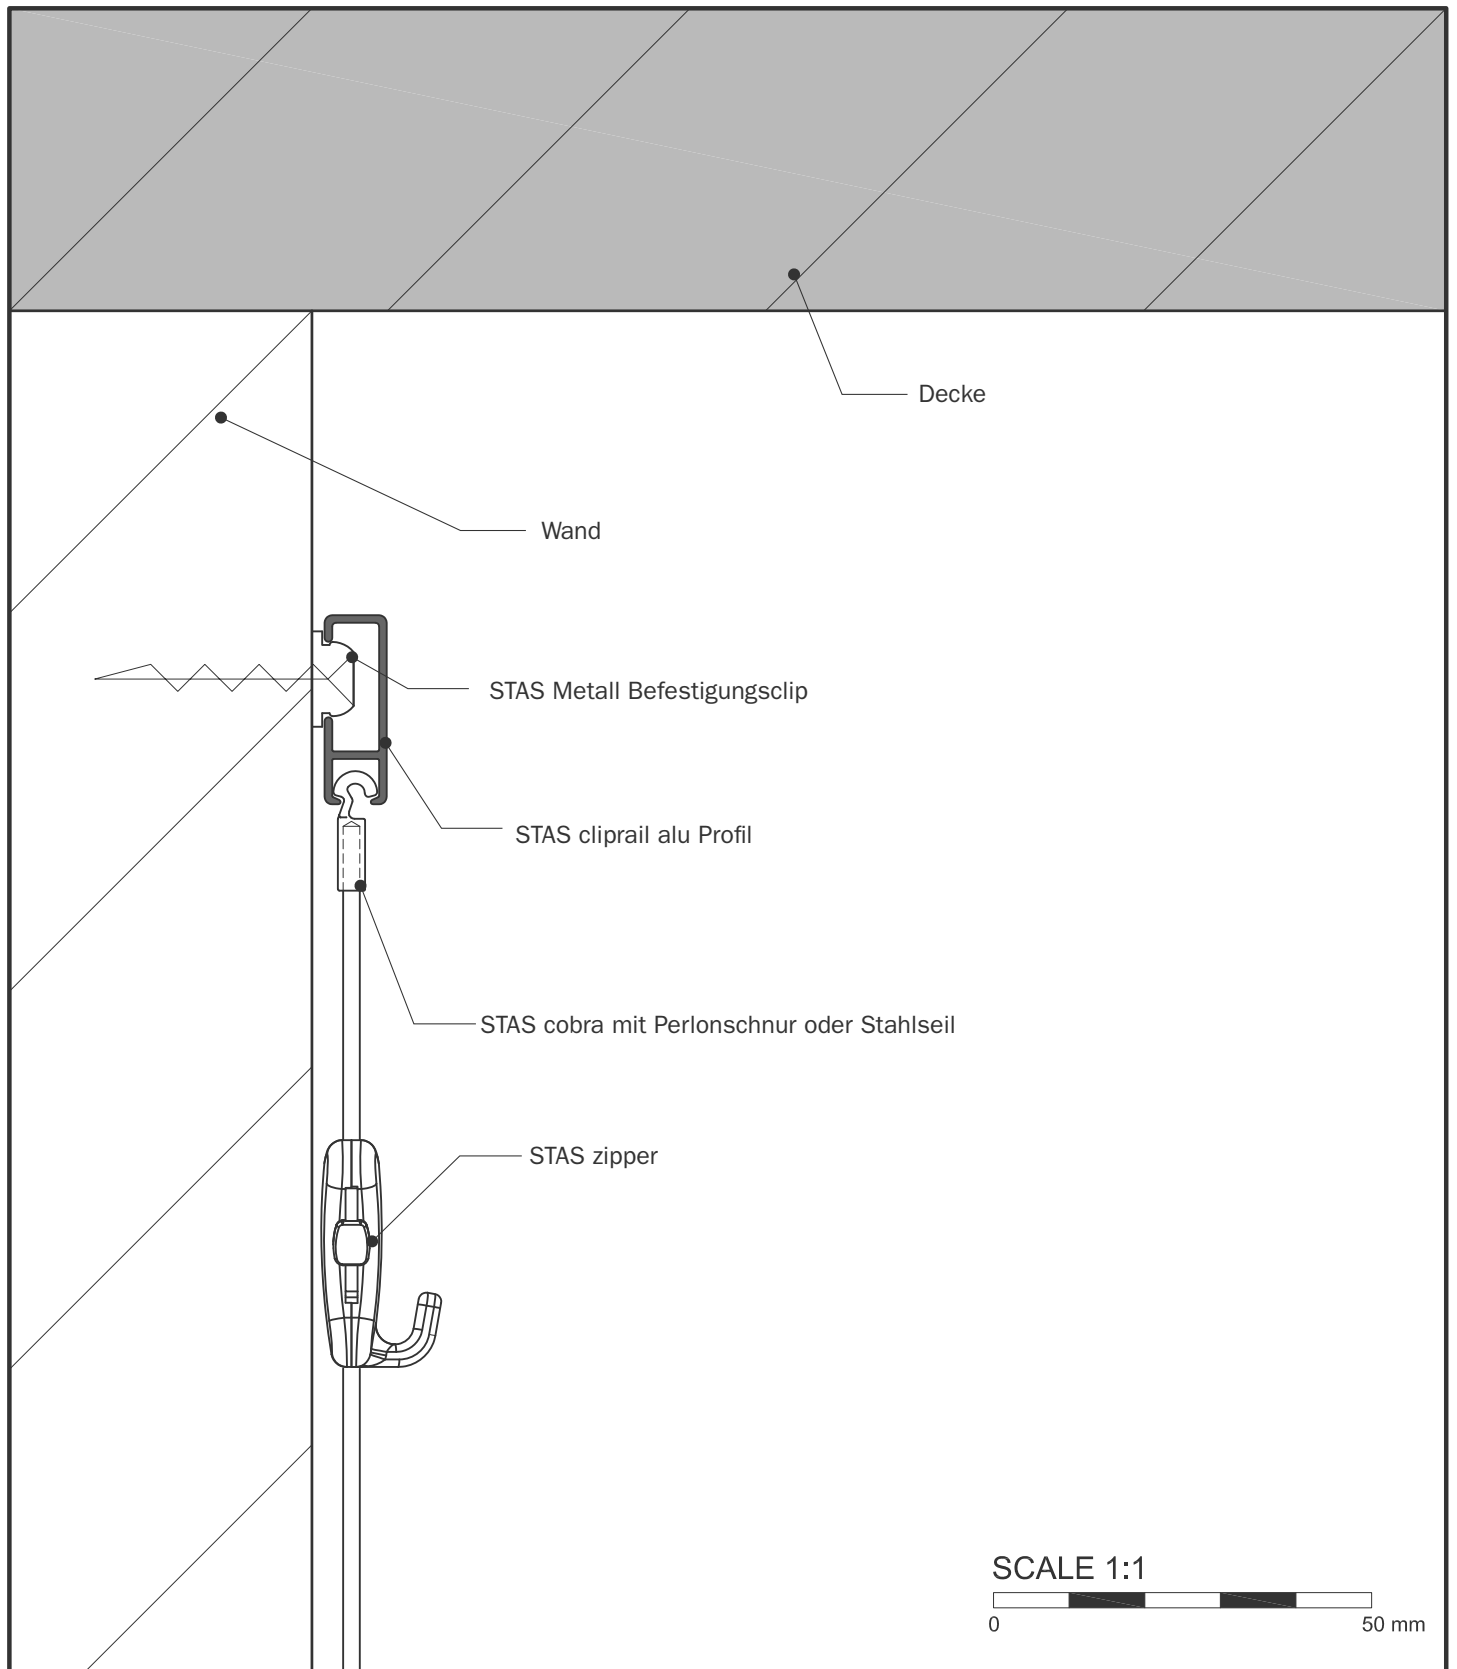 Decke
Wand
STAS Metall Befestigungsclip
STAS cliprail alu Profil
STAS cobra mit Perlonschnur oder Stahlseil
STAS zipper
SCALE 1:1
0 50 mm